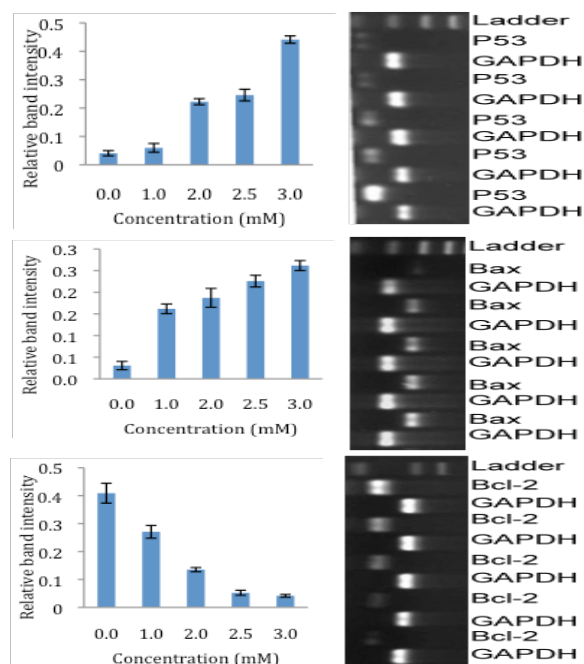 Relative band intensity
0.5
0.4
0.3
0.2
0.1
0
0.0 1.0 2.0 2.5 3.0
Concentration (mM)
Ladder
P53
GAPDH
P53
GAPDH
P53
GAPDH
P53
GAPDH
P53
GAPDH
Relative band intensity
0.3
0.3
0.2
0.2
0.1
0.1
0.0
0.0 1.0 2.0 2.5 3.0
Concentration (mM)
Ladder
Bax
GAPDH
Bax
GAPDH
Bax
GAPDH
Bax
GAPDH
Bax
GAPDH
Relative band intensity
0.5
0.4
0.3
0.2
0.1
0
0.0 1.0 2.0 2.5 3.0
Concentration (mM)
Ladder
Bcl-2
GAPDH
Bcl-2
GAPDH
Bcl-2
GAPDH
Bcl-2
GAPDH
Bcl-2
GAPDH